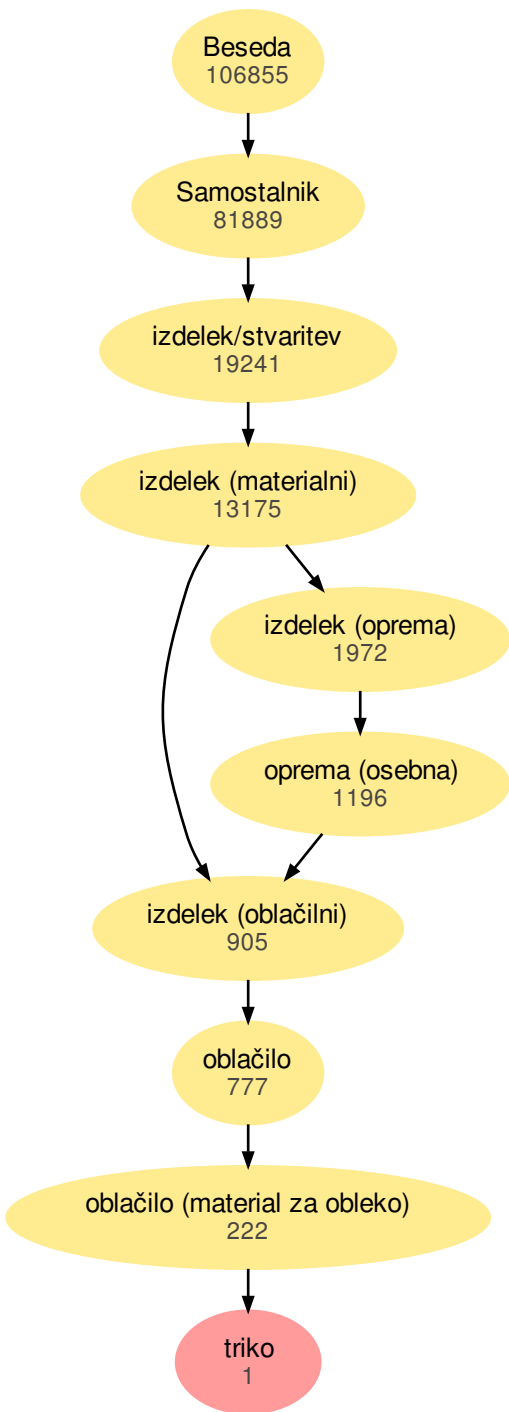 Beseda
106855
Samostalnik
81889
izdelek/stvaritev
19241
izdelek (materialni)
13175
izdelek (oprema)
1972
oprema (osebna)
1196
izdelek (oblačilni)
905
oblačilo
777
oblačilo (material za obleko)
222
triko
1